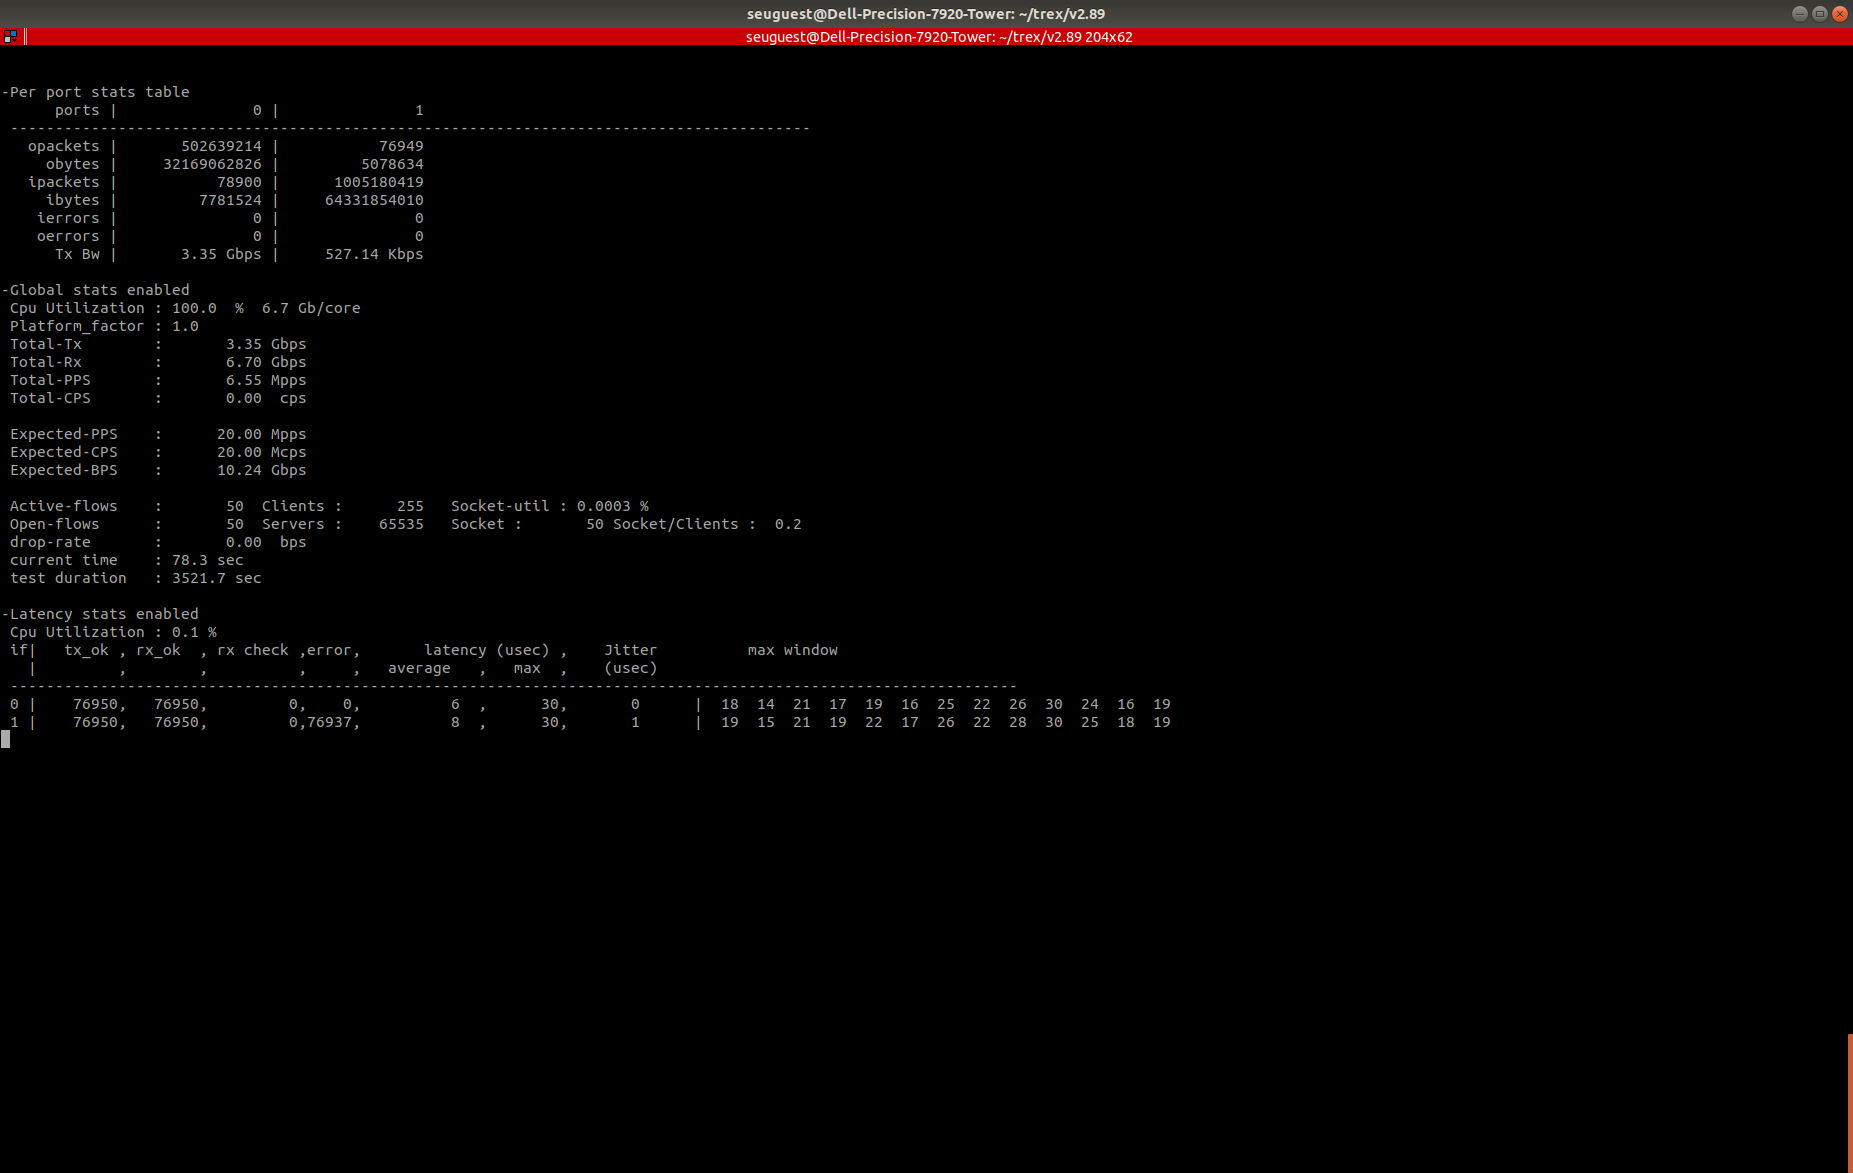 seuguest@Dell-Precision-7920-Tower: ~/trex/v2.89
seuguest@Dell-Precision-7920-Tower: ~/trex/v2.89 204x62
-Per port stats table
ports | 0 | 1
-----------------------------------------------------------------------------------------
opackets | 502639214 | 76949
obytes | 32169062826 | 5078634
ipackets | 78900 | 1005180419
ibytes | 7781524 | 64331854010
ierrors | 0 | 0
oerrors | 0 | 0
Tx Bw | 3.35 Gbps | 527.14 Kbps
-Global stats enabled
Cpu Utilization : 100.0 % 6.7 Gb/core
Platform_factor : 1.0
Total-Tx : 3.35 Gbps
Total-Rx : 6.70 Gbps
Total-PPS : 6.55 Mpps
Total-CPS : 0.00 cps
Expected-PPS : 20.00 Mpps
Expected-CPS : 20.00 Mcps
Expected-BPS : 10.24 Gbps
Active-flows : 50 Clients : 255 Socket-util : 0.0003 %
Open-flows : 50 Servers : 65535 Socket : 50 Socket/Clients : 0.2
drop-rate : 0.00 bps
current time : 78.3 sec
test duration : 3521.7 sec
-Latency stats enabled
Cpu Utilization : 0.1 %
if| tx_ok , rx_ok , rx check ,error, latency (usec) , Jitter max window
| , , , , average , max , (usec)
----------------------------------------------------------------------------------------------------------------
0 | 76950, 76950, 0, 0, 6 , 30, 0 | 18 14 21 17 19 16 25 22 26 30 24 16 19
1 | 76950, 76950, 0,76937, 8 , 30, 1 | 19 15 21 19 22 17 26 22 28 30 25 18 19